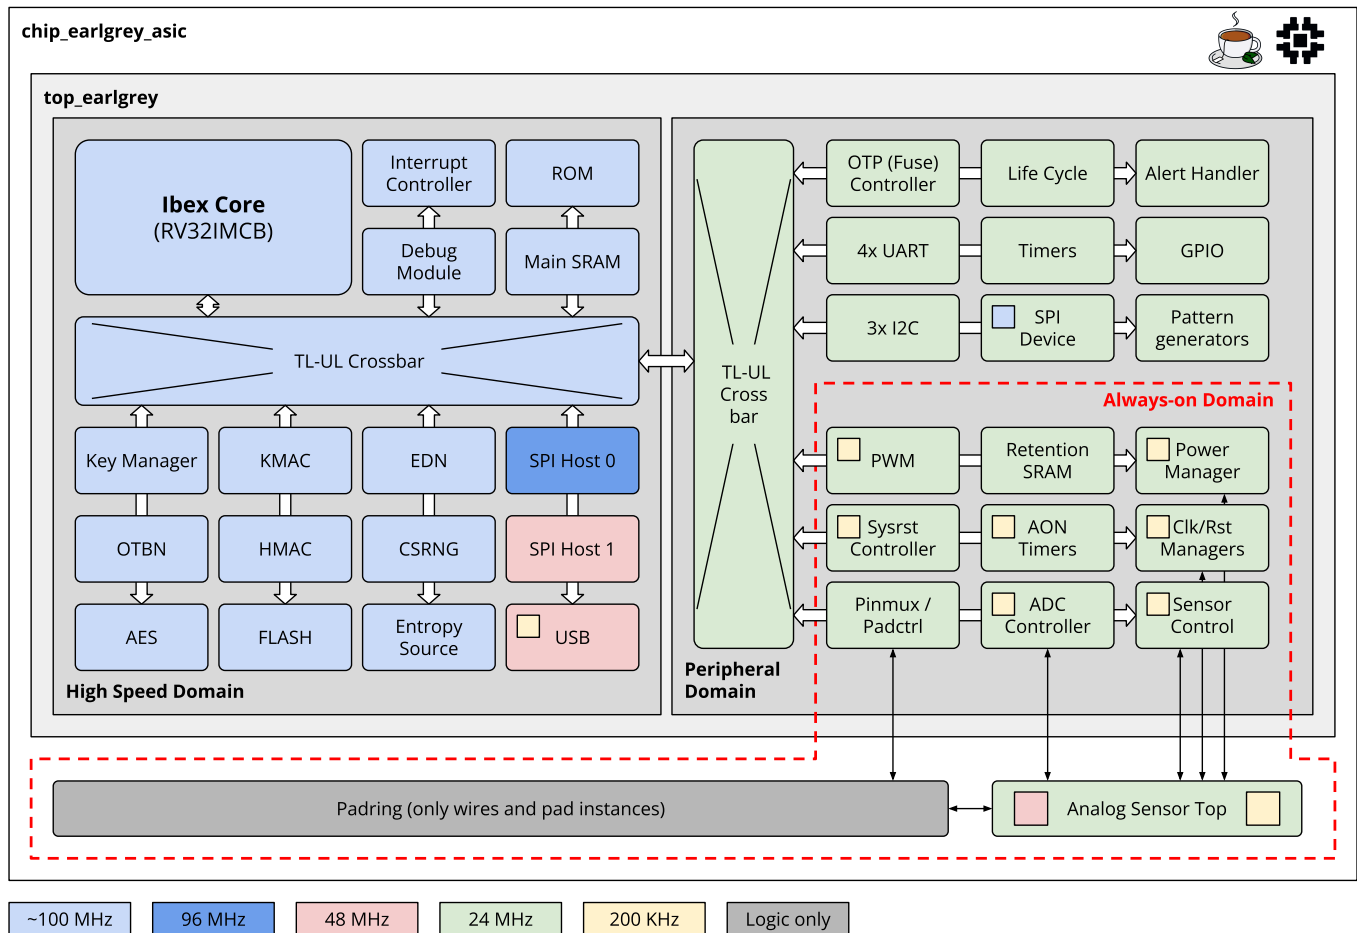 chip_earlgrey_asic
top_earlgrey
Ibex Core
(RV32IMCB)
Interrupt
Controller
ROM
Debug
Module
Main SRAM
TL-UL Crossbar
Key Manager
KMAC
EDN
SPI Host 0
OTBN
HMAC
CSRNG
SPI Host 1
AES
FLASH
Entropy
Source
USB
High Speed Domain
TL-UL
Cross
bar
OTP (Fuse)
Controller
Life Cycle
Alert Handler
4x UART
Timers
GPIO
3x I2C
SPI
Device
Pattern
generators
Always-on Domain
PWM
Retention
SRAM
Power
Manager
Sysrst
Controller
AON
Timers
Clk/Rst
Managers
Pinmux /
Padctrl
ADC
Controller
Sensor
Control
Peripheral
Domain
Padring (only wires and pad instances)
Analog Sensor Top
~100 MHz
96 MHz
48 MHz
24 MHz
200 KHz
Logic only